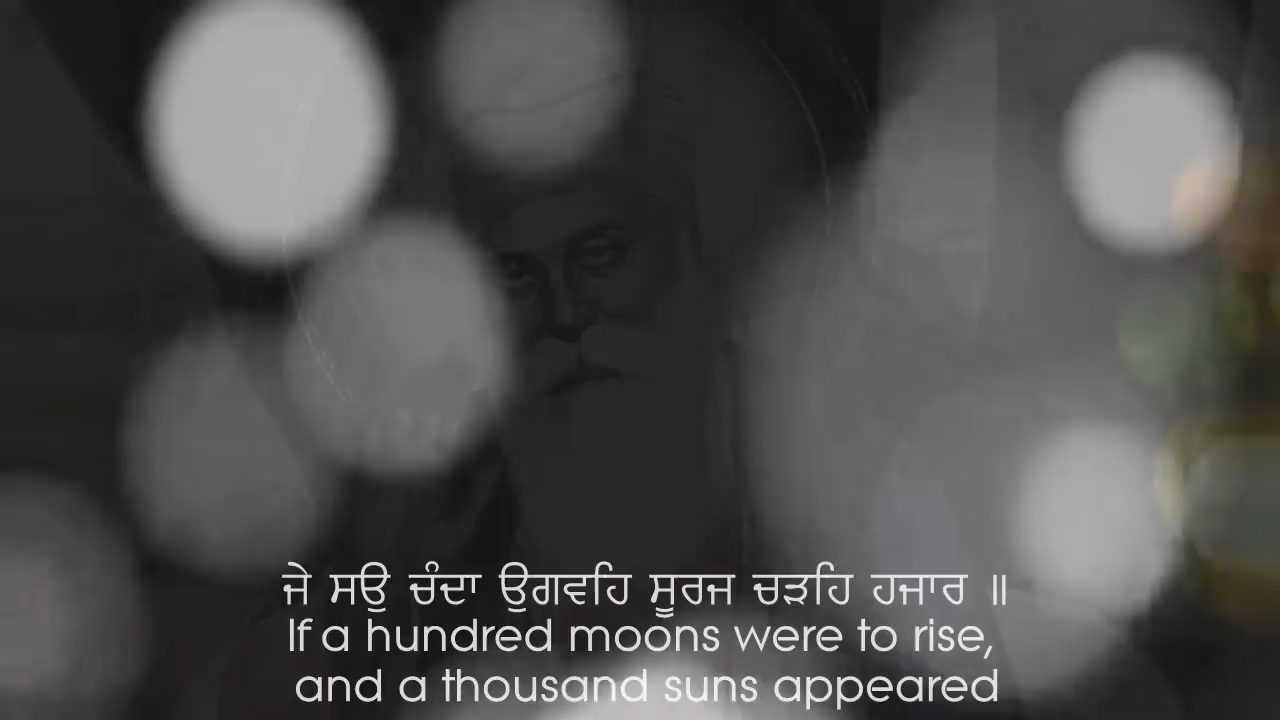 ਜੇ ਸਉ ਚੰਦਾ ਉਗਵਹਿ ਸੂਰਜ ਚੜਹਿ ਹਜਾਰ ॥
If a hundred moons were to rise,
and a thousand suns appeared